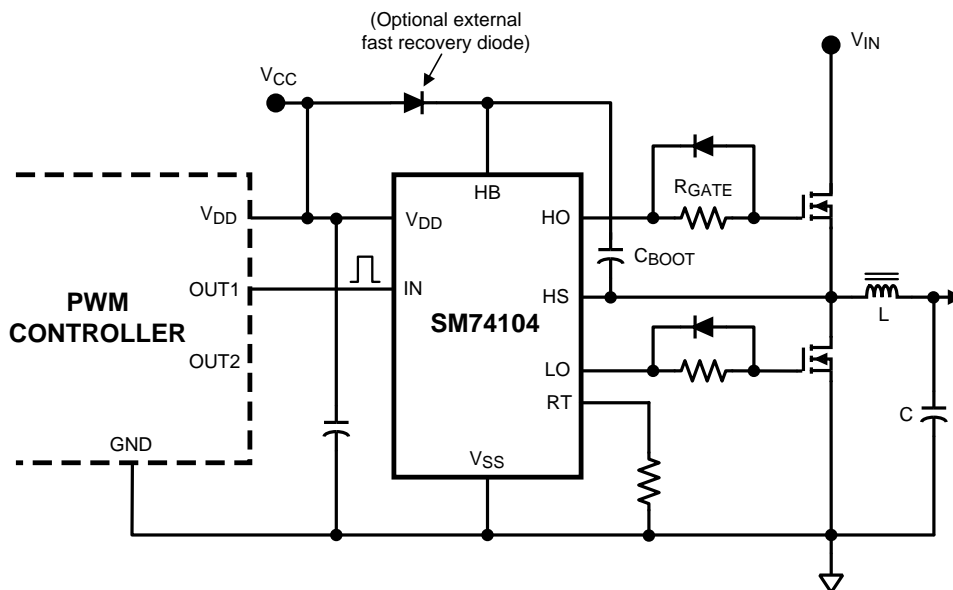 (Optional external
fast recovery diode)
VCC
VIN
HB
RGATE
VDD
VDD
HO
CBOOT
OUT1
IN
HS
PWM
CONTROLLER
SM74104
L
OUT2
LO
RT
C
GND
VSS